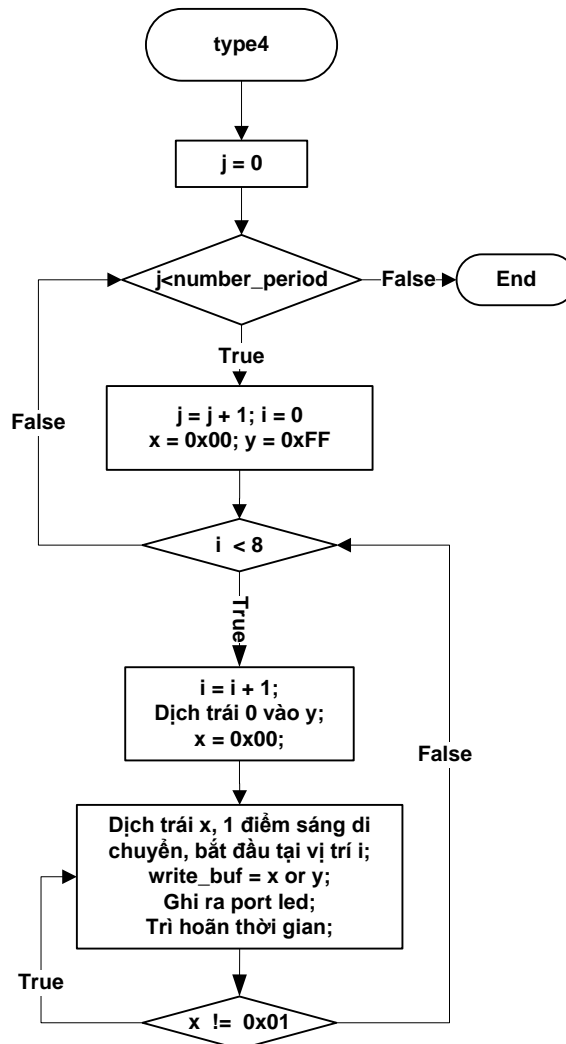 type4
j = 0
j<number_period
False
End
True
j = j + 1; i = 0
x = 0x00; y = 0xFF
False
i < 8
True
i = i + 1;
Dịch trái 0 vào y;
x = 0x00;
False
Dịch trái x, 1 điểm sáng di
chuyển, bắt đầu tại vị trí i;
write_buf = x or y;
Ghi ra port led;
Trì hoãn thời gian;
True
x != 0x01